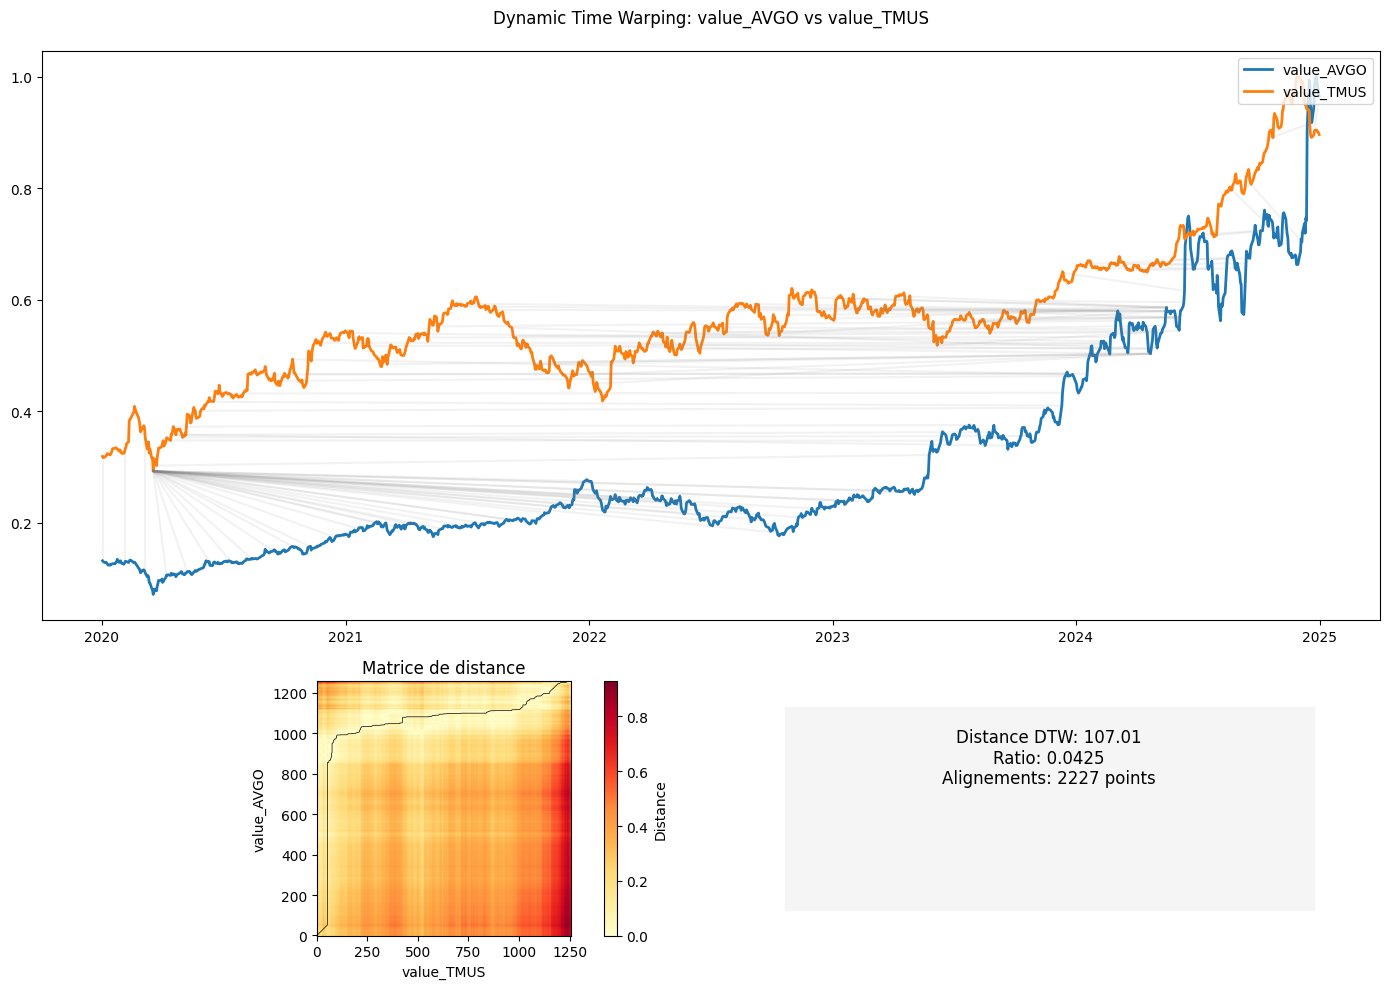 Dynamic Time Warping: value_AVGO vs value_TMUS
1.0
0.8
0.6
0.4
0.2
value_AVGO
value_TMUS
2020 2021 2022 2023 2024 2025
Matrice de distance
value_AVGO
1200
1000
800
600
400
200
0
0 250 500 750 1000 1250
value_TMUS
0.8
0.6
0.4
0.2
0.0
Distance
Distance DTW: 107.01
Ratio: 0.0425
Alignements: 2227 points